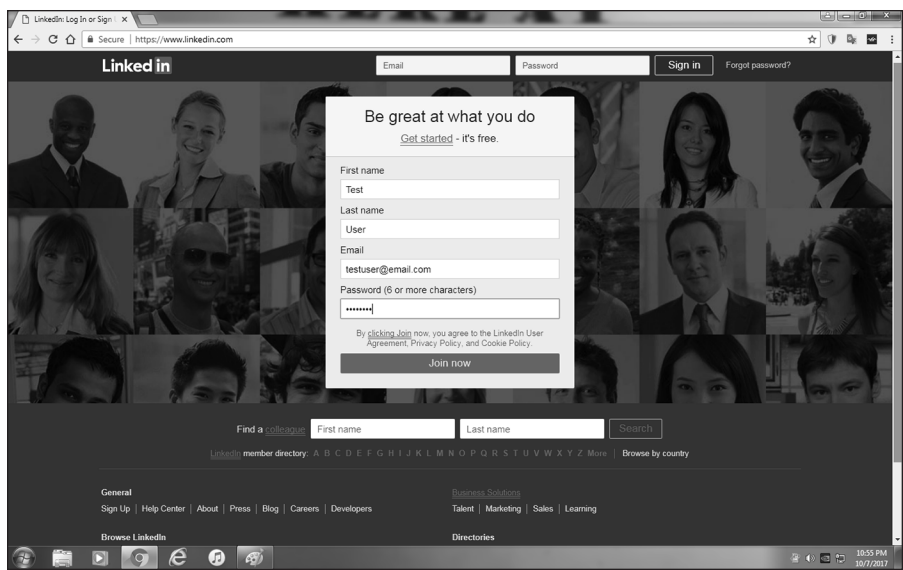 LinkedIn: Log In or Sign
Secure | https://www.linkedin.com
Linked in Email Password Sign in Forgot password?
Be great at what you do
Get started - it's free.
First name
Test
Last name
User
Email
testuser@email.com
Password (6 or more characters)
••••••••
By clicking Join now, you agree to the LinkedIn User
Agreement, Privacy Policy, and Cookie Policy.
Join now
Find a colleague First name Last name Search
LinkedIn member directory: A B C D E F G H I J K L M N O P Q R S T U V W X Y Z More | Browse by country
General Business Solutions
Sign Up | Help Center | About | Press | Blog | Careers | Developers Talent | Marketing | Sales | Learning
Browse LinkedIn Directories
10:55 PM
10/7/2017